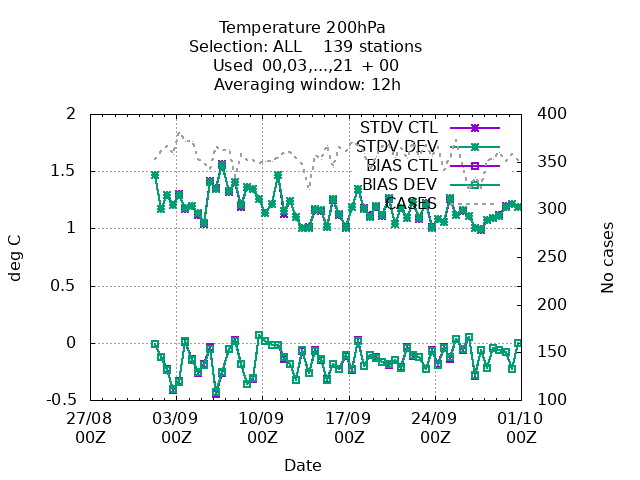 Temperature 200hPa
Selection: ALL    139 stations
Used  00,03,...,21  + 00
Averaging window: 12h
2
1.5
1
0.5
0
-0.5
deg C
400
350
300
250
200
150
100
No cases
STDV CTL
STDV DEV
BIAS CTL
BIAS DEV
CASES
27/08 03/09 10/09 17/09 24/09 01/10
00Z 00Z 00Z 00Z 00Z 00Z
Date